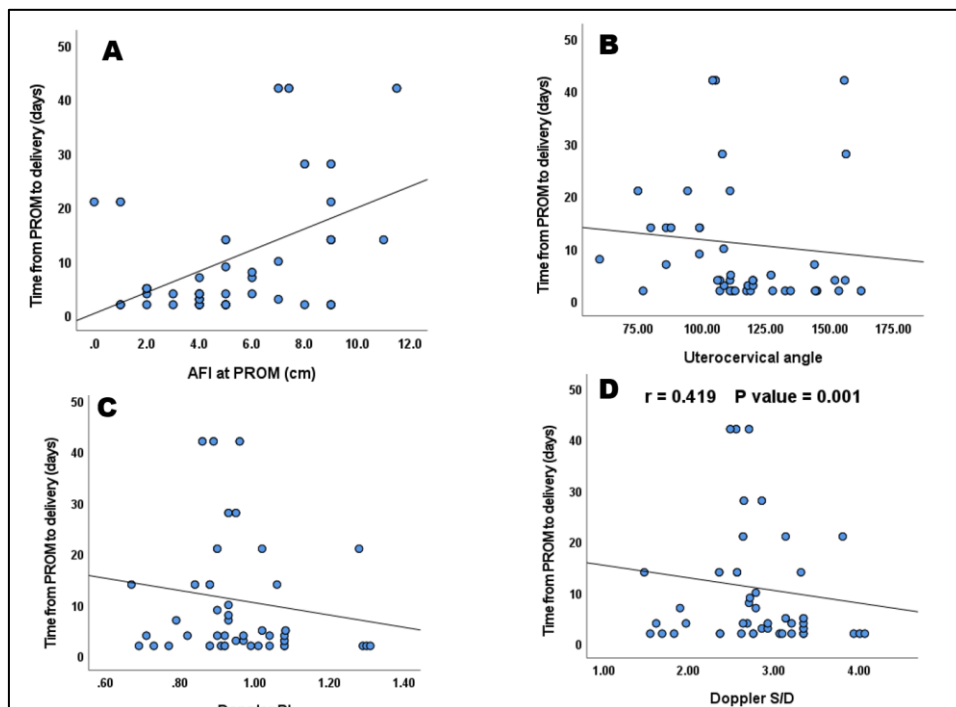 A
Time from PROM to delivery (days)
50
40
30
20
10
0
.0 2.0 4.0 6.0 8.0 10.0 12.0
AFI at PROM (cm)
B
Time from PROM to delivery (days)
50
40
30
20
10
0
75.00 100.00 125.00 150.00 175.00
Uterocervical angle
C
Time from PROM to delivery (days)
50
40
30
20
10
0
.60 .80 1.00 1.20 1.40
D
r = 0.419 P value = 0.001
Time from PROM to delivery (days)
50
40
30
20
10
0
1.00 2.00 3.00 4.00
Doppler S/D